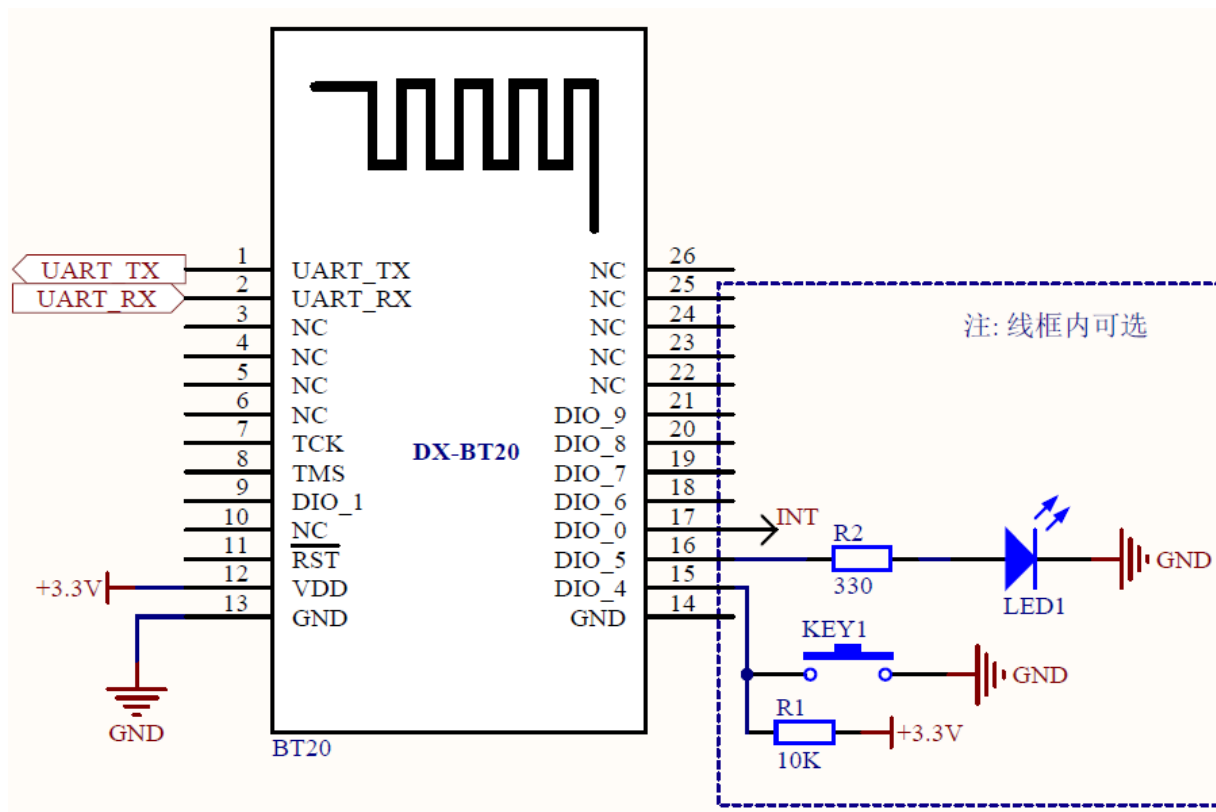 UART_TX
UART_RX
+3.3V
GND
1 UART_TX
2 UART_RX
3 NC
4 NC
5 NC
6 NC
7 TCK
8 TMS
9 DIO_1
10 NC
11 RST
12 VDD
13 GND
DX-BT20
BT20
NC 26
NC 25
NC 24
NC 23
NC 22
DIO_9 21
DIO_8 20
DIO_7 19
DIO_6 18
DIO_0 17
DIO_5 16
DIO_4 15
GND 14
注: 线框内可选
INT
R2
330
LED1
GND
KEY1
GND
R1
10K
+3.3V